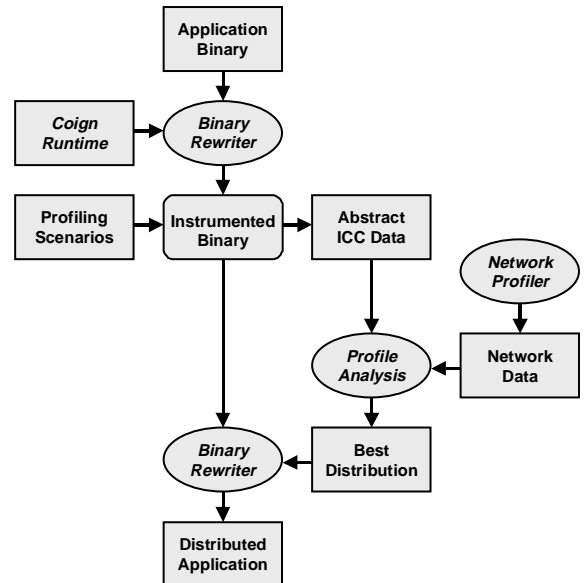 Application
Binary
Coign
Runtime
Binary
Rewriter
Profiling
Scenarios
Instrumented
Binary
Abstract
ICC Data
Network
Profiler
Profile
Analysis
Network
Data
Binary
Rewriter
Best
Distribution
Distributed
Application